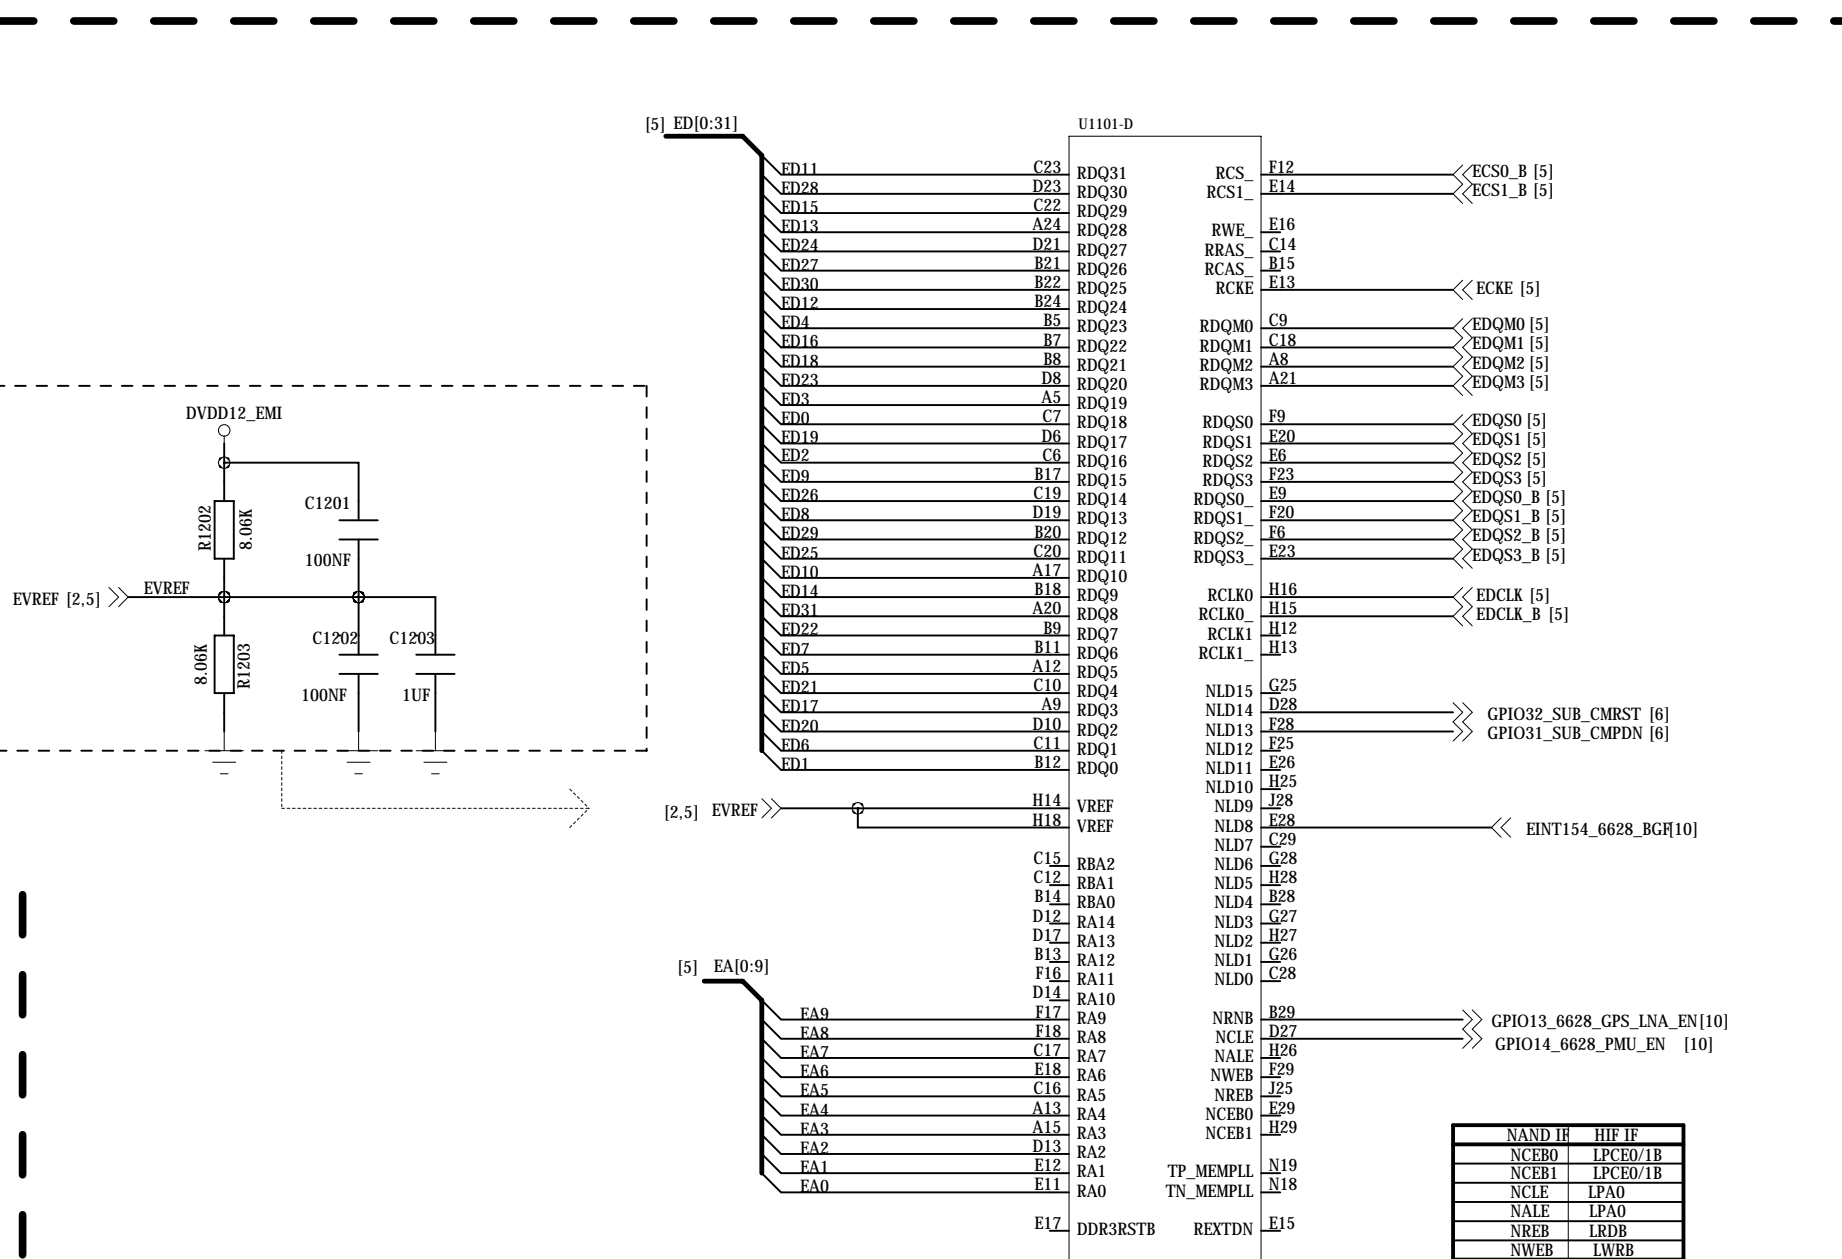 [5] ED[0:31]
U1101-D
ED11 C23 RDQ31 RCS_ F12 ECS0_B [5]
ED28 D23 RDQ30 RCS1_ E14 ECS1_B [5]
ED15 C22 RDQ29
ED13 A24 RDQ28 RWE_ E16
ED24 D21 RDQ27 RRAS_ C14
ED27 B21 RDQ26 RCAS_ B15
ED30 B22 RDQ25 RCKE E13 ECKE [5]
ED12 B24 RDQ24
ED4 B5 RDQ23 RDQM0 C9 EDQM0 [5]
ED16 B7 RDQ22 RDQM1 C18 EDQM1 [5]
ED18 B8 RDQ21 RDQM2 A8 EDQM2 [5]
ED23 D8 RDQ20 RDQM3 A21 EDQM3 [5]
ED3 A5 RDQ19
ED0 C7 RDQ18 RDQS0 F9 EDQS0 [5]
ED19 D6 RDQ17 RDQS1 E20 EDQS1 [5]
ED2 C6 RDQ16 RDQS2 E6 EDQS2 [5]
ED9 B17 RDQ15 RDQS3 F23 EDQS3 [5]
ED26 C19 RDQ14 RDQS0_ E9 EDQS0_B [5]
ED8 D19 RDQ13 RDQS1_ F20 EDQS1_B [5]
ED29 B20 RDQ12 RDQS2_ F6 EDQS2_B [5]
ED25 C20 RDQ11 RDQS3_ E23 EDQS3_B [5]
ED10 A17 RDQ10
ED14 B18 RDQ9 RCLK0 H16 EDCLK [5]
ED31 A20 RDQ8 RCLK0_ H15 EDCLK_B [5]
ED22 B9 RDQ7 RCLK1 H12
ED7 B11 RDQ6 RCLK1_ H13
ED5 A12 RDQ5
ED21 C10 RDQ4 NLD15 G25
ED17 A9 RDQ3 NLD14 D28 GPIO32_SUB_CMRST [6]
ED20 D10 RDQ2 NLD13 F28 GPIO31_SUB_CMPDN [6]
ED6 C11 RDQ1 NLD12 F25
ED1 B12 RDQ0 NLD11 E26
NLD10 H25
[2,5] EVREF H14 VREF NLD9 J28
H18 VREF NLD8 E28 EINT154_6628_BGF[10]
NLD7 C29
C15 RBA2 NLD6 G28
C12 RBA1 NLD5 H28
B14 RBA0 NLD4 B28
D12 RA14 NLD3 G27
D17 RA13 NLD2 H27
B13 RA12 NLD1 G26
[5] EA[0:9]
F16 RA11 NLD0 C28
D14 RA10
EA9 F17 RA9 NRNB B29 GPIO13_6628_GPS_LNA_EN[10]
EA8 F18 RA8 NCLE D27 GPIO14_6628_PMU_EN [10]
EA7 C17 RA7 NALE H26
EA6 E18 RA6 NWEB F29
EA5 C16 RA5 NREB J25
EA4 A13 RA4 NCEB0 E29
EA3 A15 RA3 NCEB1 H29
EA2 D13 RA2
EA1 E12 RA1 TP_MEMPLL N19
EA0 E11 RA0 TN_MEMPLL N18
E17 DDR3RSTB REXTDN E15
DVDD12_EMI
C1201
R1202
8.06K
100NF
EVREF [2,5] EVREF
C1202 C1203
8.06K
R1203
100NF 1UF
NAND IF HIF IF
NCEB0 LPCE0/1B
NCEB1 LPCE0/1B
NCLE LPA0
NALE LPA0
NREB LRDB
NWEB LWRB